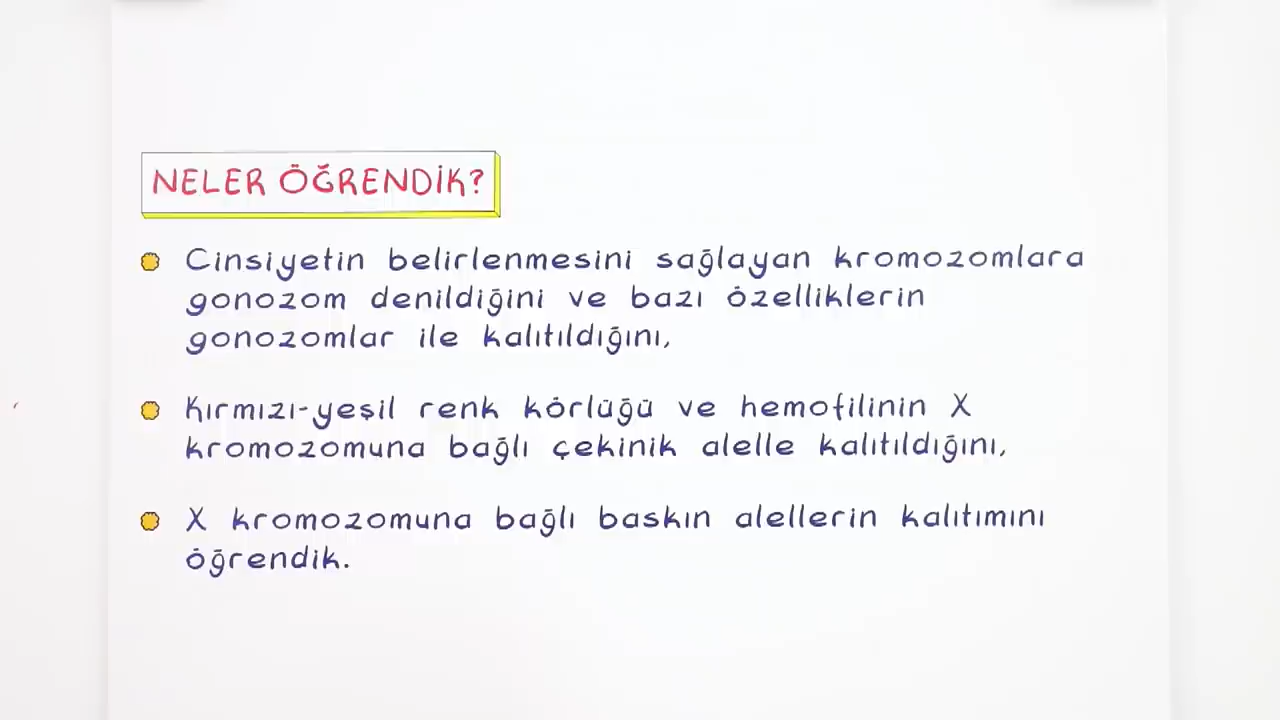 NELER ÖĞRENDİK?
Cinsiyetin belirlenmesini sağlayan kromozomlara
gonozom denildiğini ve bazı özelliklerin
gonozomlar ile kalıtıldığını,
Kırmızı-yeşil renk körlüğü ve hemofilinin X
kromozomuna bağlı çekinik alelle kalıtıldığını,
X kromozomuna bağlı baskın alellerin kalıtımını
öğrendik.